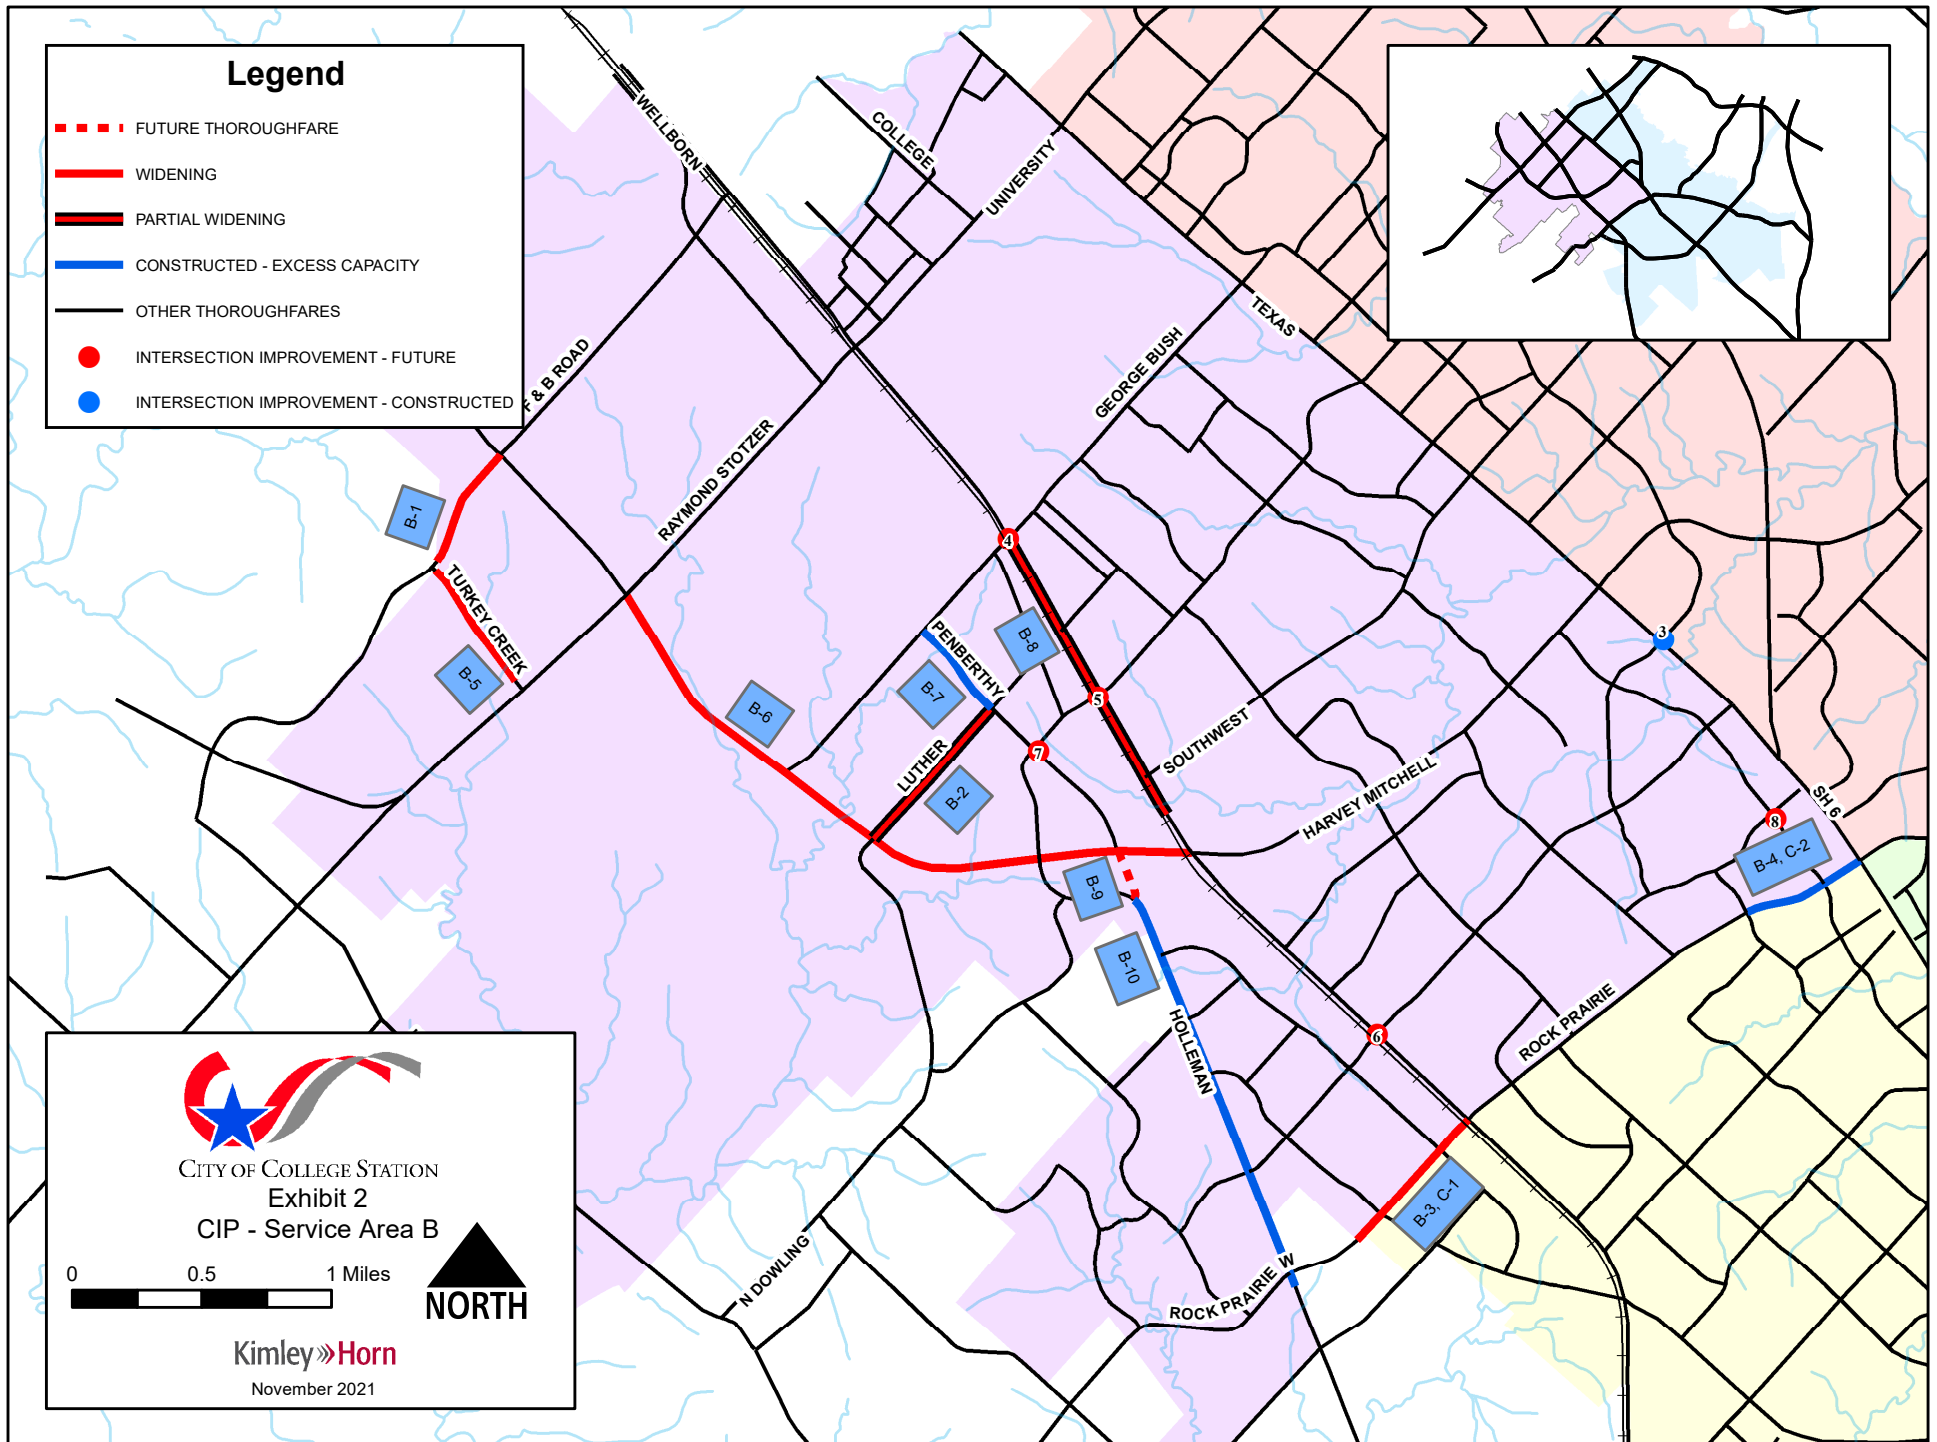 Legend
FUTURE THOROUGHFARE
WIDENING
PARTIAL WIDENING
CONSTRUCTED - EXCESS CAPACITY
OTHER THOROUGHFARES
INTERSECTION IMPROVEMENT - FUTURE
INTERSECTION IMPROVEMENT - CONSTRUCTED
WELLBORN
COLLEGE
UNIVERSITY
TEXAS
GEORGE BUSH
F & B ROAD
RAYMOND STOTZER
B-1
TURKEY CREEK
B-5
B-6
4
PENBERTHY
B-8
B-7
5
3
LUTHER
7
SOUTHWEST
B-2
HARVEY MITCHELL
SH 6
8
B-4, C-2
B-9
B-10
HOLLEMAN
6
ROCK PRAIRIE
B-3, C-1
N DOWLING
ROCK PRAIRIE W
CITY OF COLLEGE STATION
Exhibit 2
CIP - Service Area B
0 0.5 1 Miles
NORTH
Kimley»Horn
November 2021